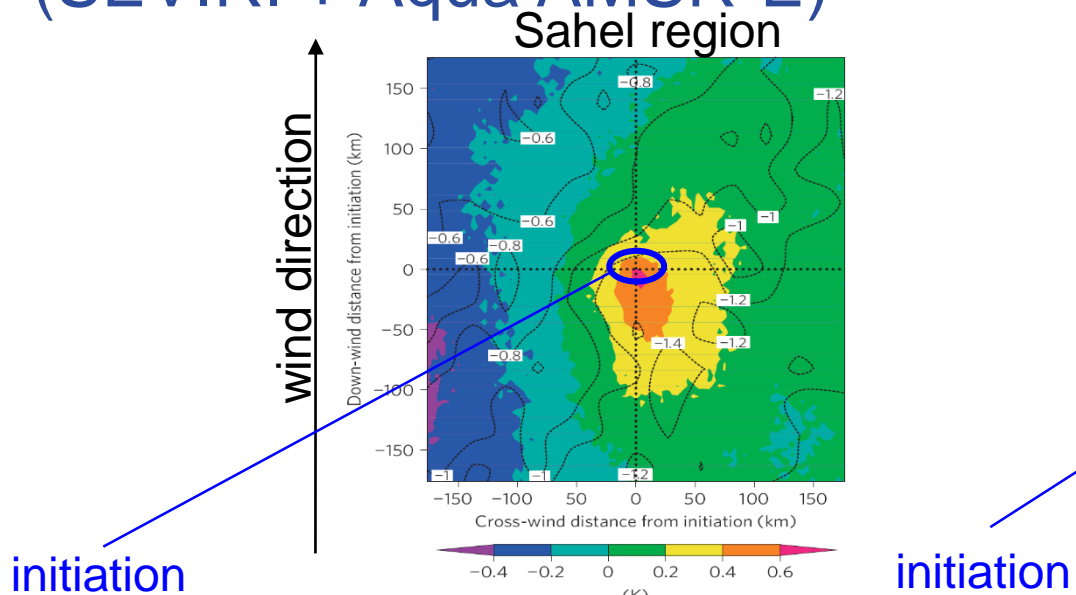 (SEVIRI + Aqua AMSR-E)
Sahel region
wind direction
Down-wind distance from initiation (km)
150
100
50
0
−50
−100
−150
−0.8
−1.2
−0.6
−0.6
−0.6
−0.8
−0.6
−1
−1
−1.2
−1.4
−1.2
−0.8
−1
−1
−1.2
−150 −100 50 0 50 100 150
Cross-wind distance from initiation (km)
−0.4 −0.2 0 0.2 0.4 0.6
(K)
initiation
initiation